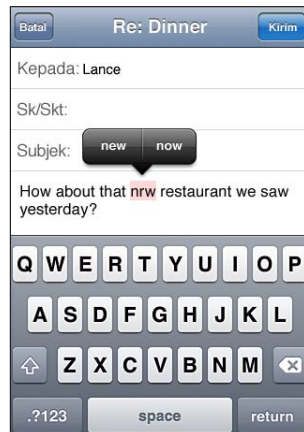 Batal Re: Dinner Kirim
Kepada: Lance
Sk/Skt:
Subjek:
new now
How about that nrw restaurant we saw
yesterday?
Q W E R T Y U I O P
A S D F G H J K L
Z X C V B N M
.?123 space return